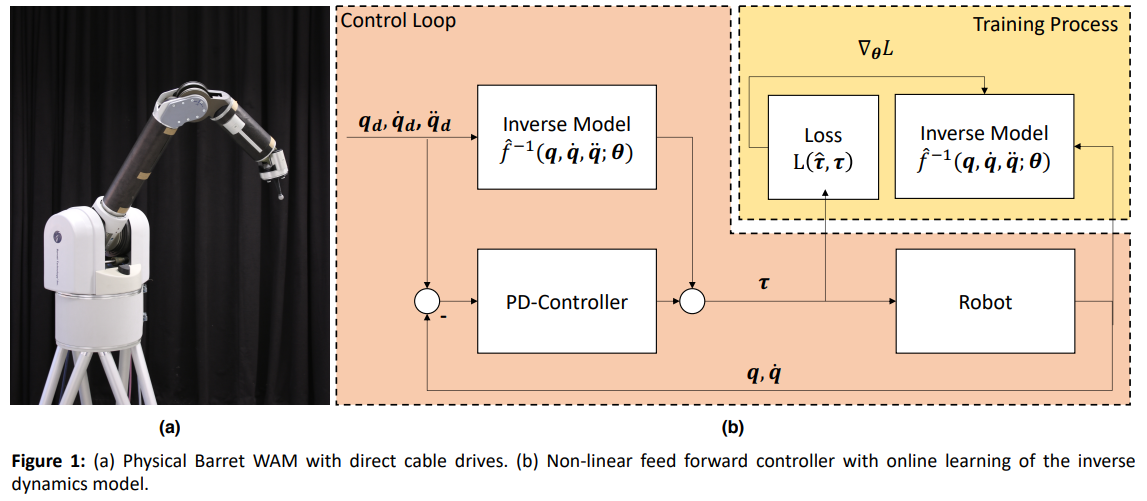 Control Loop
Training Process
∇θL
q_d, q̇_d, q̈_d
Inverse Model
f̂⁻¹(q, q̇, q̈; θ)
Loss
L(τ̂, τ)
Inverse Model
f̂⁻¹(q, q̇, q̈; θ)
PD-Controller
τ
Robot
-
q, q̇
(a)
(b)
Figure 1: (a) Physical Barret WAM with direct cable drives. (b) Non-linear feed forward controller with online learning of the inverse
dynamics model.